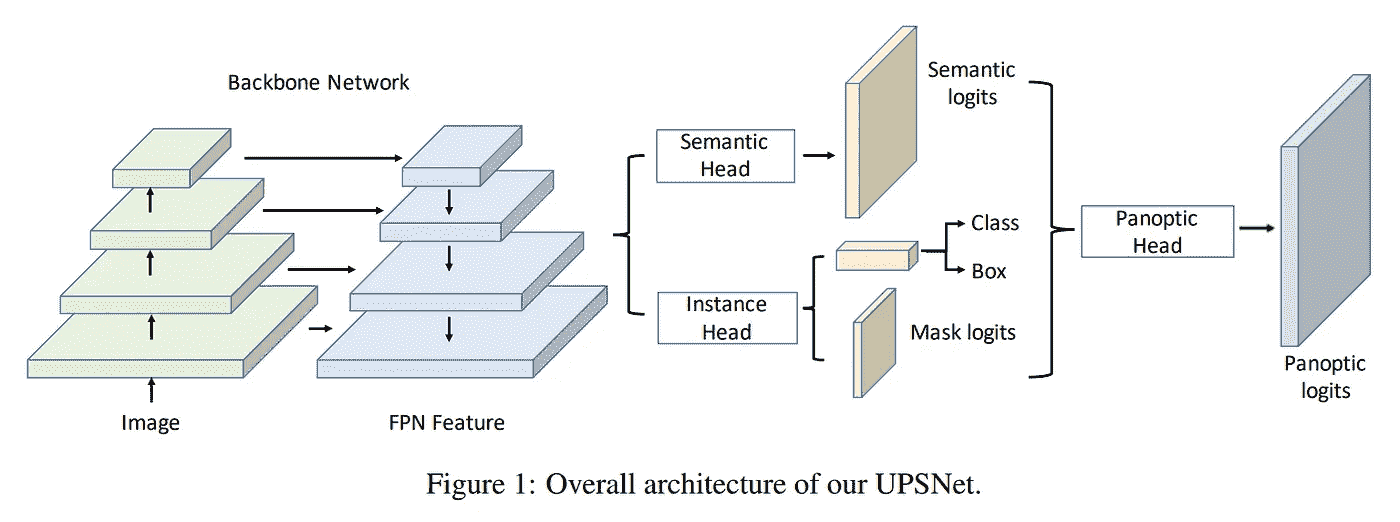 Backbone Network
Image
FPN Feature
Semantic
Head
Instance
Head
Semantic
logits
Class
Box
Mask logits
Panoptic
Head
Panoptic
logits
Figure 1: Overall architecture of our UPSNet.